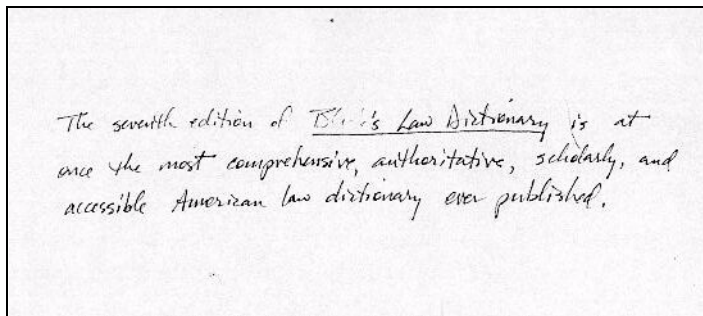 The seventh edition of Black's Law Dictionary is at
once the most comprehensive, authoritative, scholarly, and
accessible American law dictionary ever published.